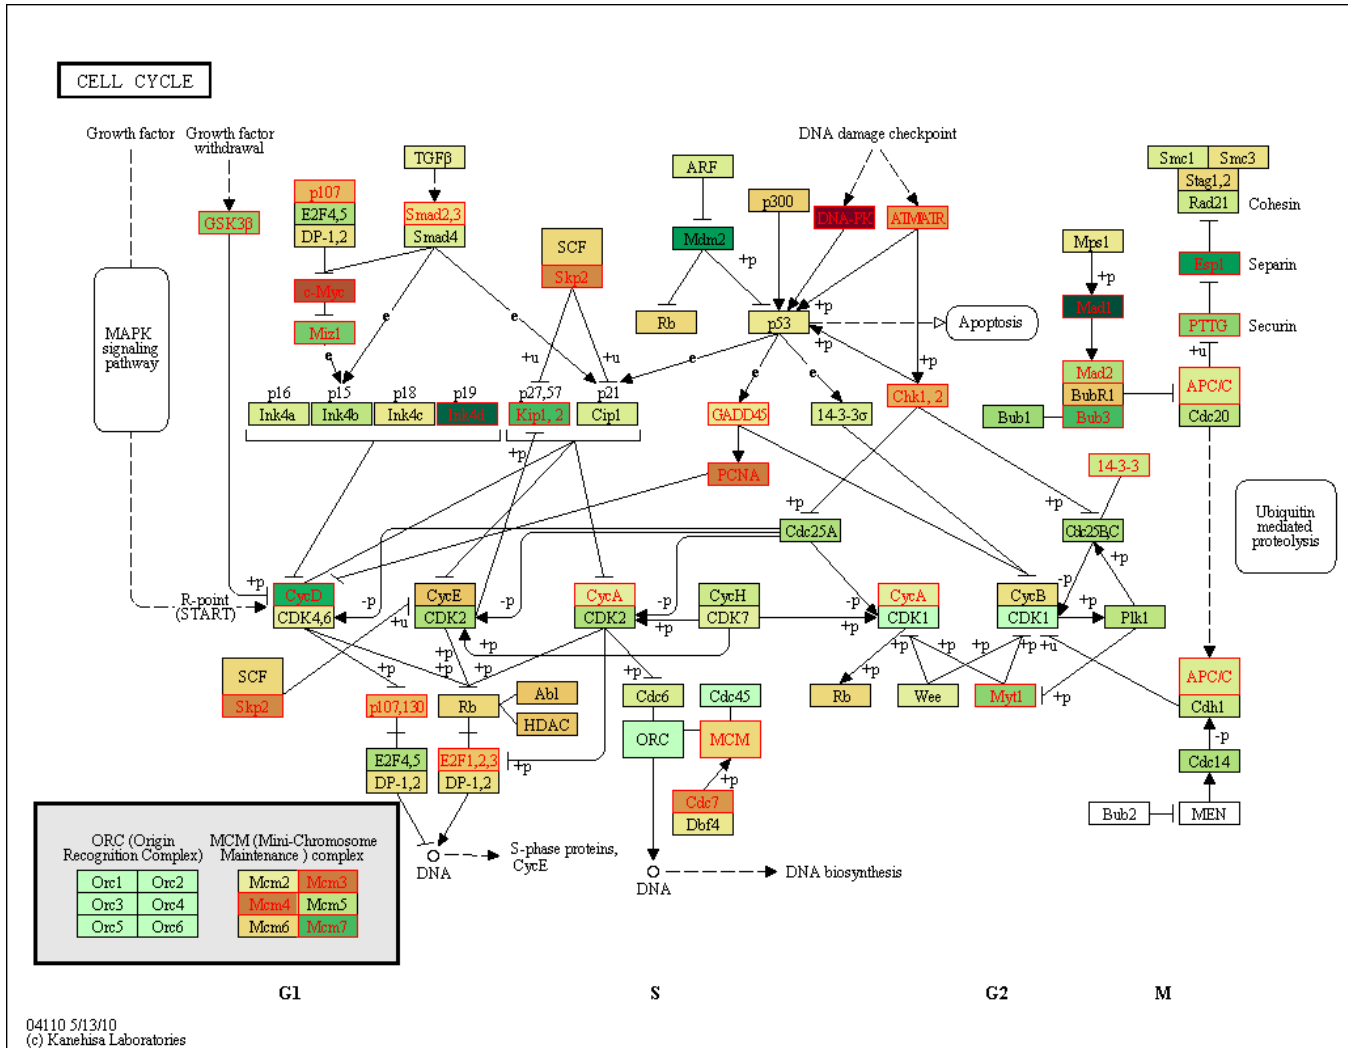 CELL CYCLE
Growth factor
Growth factor
withdrawal
DNA damage checkpoint
TGFβ
ARF
Smc1
Smc3
Stag1,2
Rad21
Cohesin
p107
E2F4,5
DP-1,2
GSK3β
Smad2,3
Smad4
p300
DNA-PK
ATM/ATR
SCF
Skp2
Mdm2
+p
Mps1
+p
Esp1
Separin
c-Myc
Mad1
MAPK
signaling
pathway
Miz1
e
e
e
Rb
p53
+p
+p
Apoptosis
PTTG
Securin
+u
+u
e
e
e
+p
+u
Mad2
BubR1
Bub1
Bub3
APC/C
Cdc20
p16
Ink4a
p15
Ink4b
p18
Ink4c
p19
Ink4d
p27,57
Kip1, 2
p21
Cip1
GADD45
14-3-3σ
Chk1, 2
+p
PCNA
14-3-3
+p
+p
Cdc25A
Cdc25B,C
Ubiquitin
mediated
proteolysis
R-point
(START)
+p
CycD
CDK4,6
-p
CycE
CDK2
-p
CycA
CDK2
-p
CycH
CDK7
-p
CycA
CDK1
CycB
CDK1
-p
+p
Plk1
+u
+p
+p
+p
+p
+p
+p
+p
+p
+p
+u
SCF
Skp2
+p
p107,130
+p
Rb
Abl
HDAC
+p
Cdc6
Cdc45
ORC
MCM
+p
Rb
Wee
Myt1
+p
APC/C
Cdh1
-p
E2F4,5
DP-1,2
E2F1,2,3
DP-1,2
+p
+p
Cdc7
Dbf4
Cdc14
Bub2
MEN
DNA
S-phase proteins,
CycE
DNA
DNA biosynthesis
ORC (Origin
Recognition Complex)
MCM (Mini-Chromosome
Maintenance ) complex
Orc1
Orc2
Orc3
Orc4
Orc5
Orc6
Mcm2
Mcm3
Mcm4
Mcm5
Mcm6
Mcm7
G1
S
G2
M
04110 5/13/10
(c) Kanehisa Laboratories